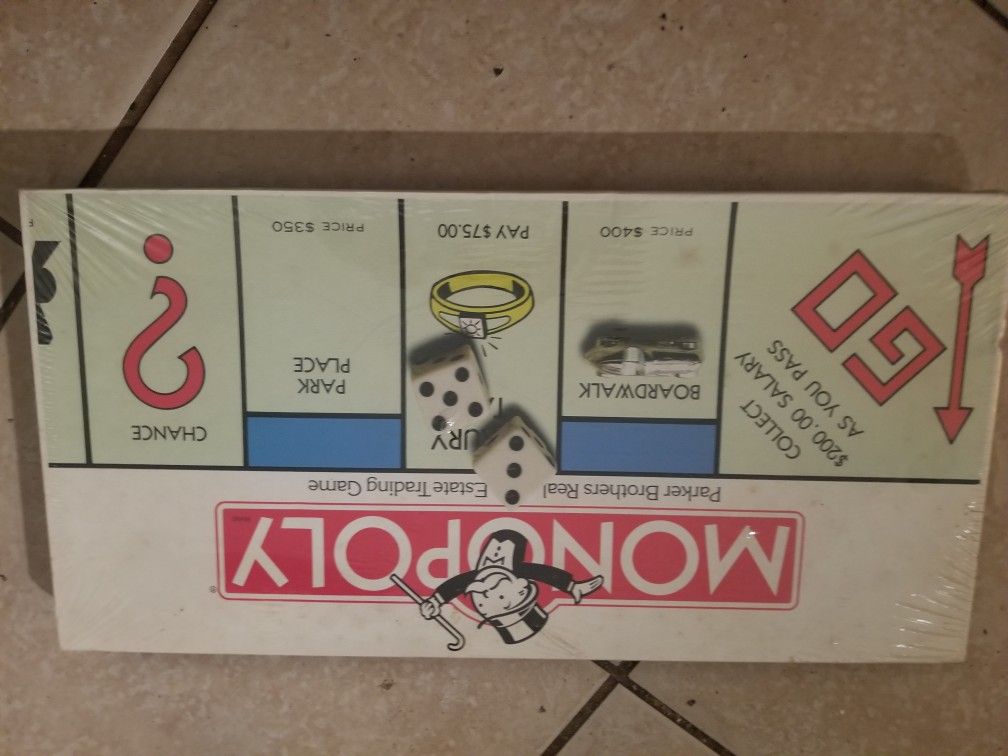 MONOPOLY
®
Parker Brothers Real Estate Trading Game
COLLECT
$200.00 SALARY
AS YOU PASS
GO
BOARDWALK
PRICE $400
PAY $75.00
PARK
PLACE
PRICE $350
CHANCE